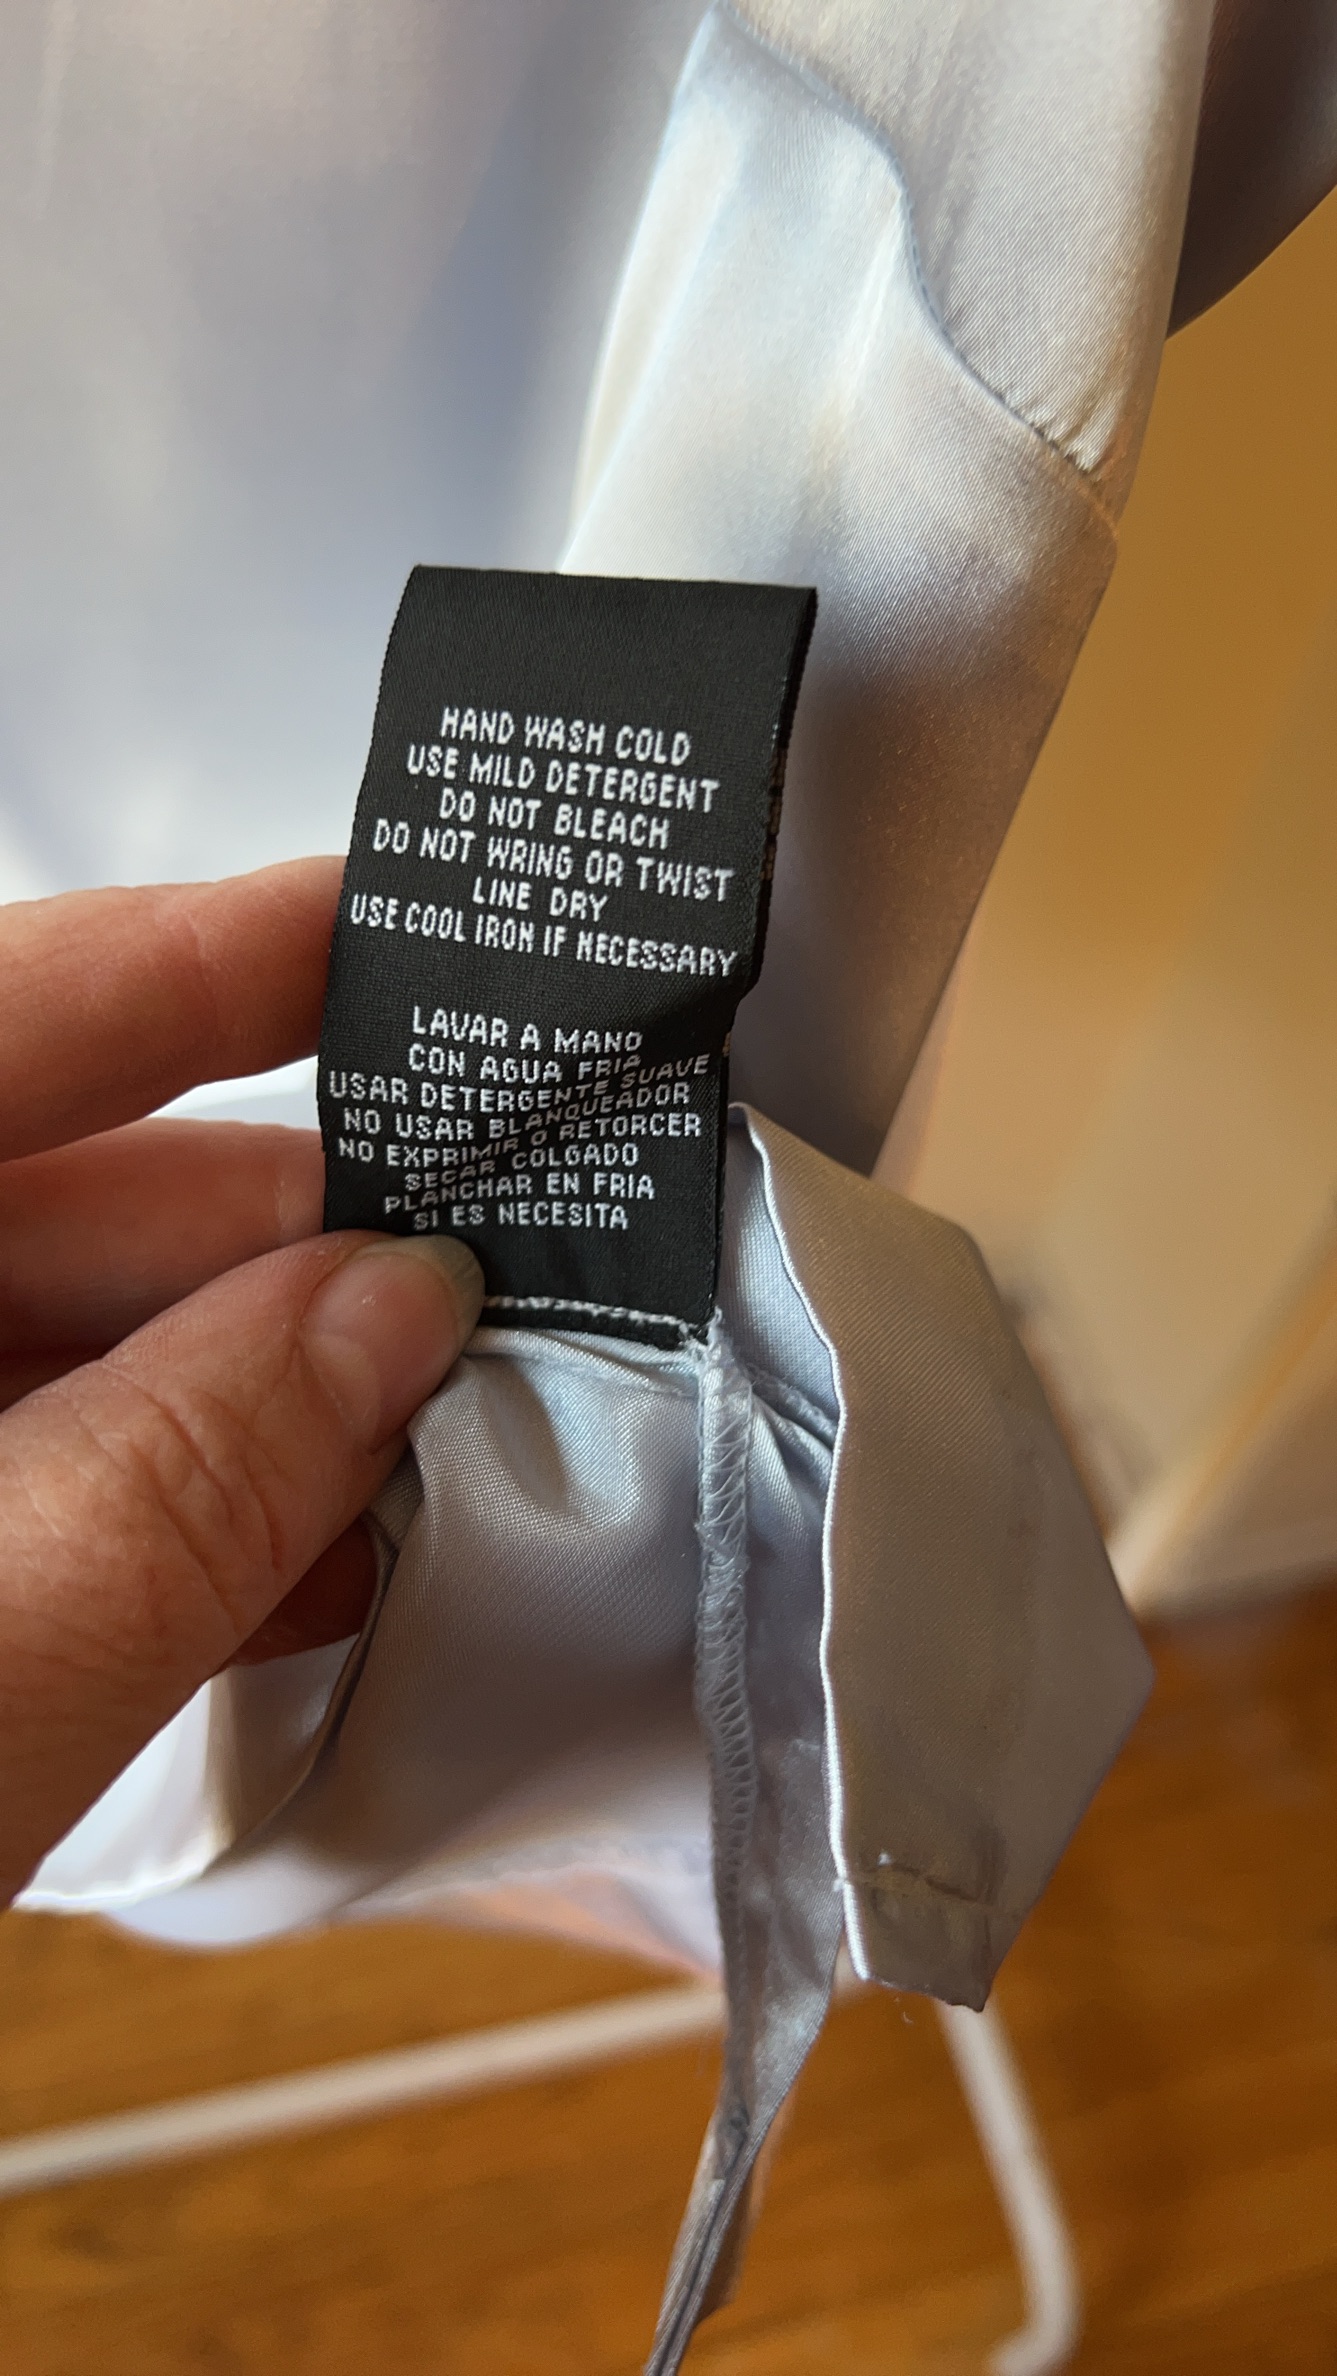 HAND WASH COLD
USE MILD DETERGENT
DO NOT BLEACH
DO NOT WRING OR TWIST
LINE DRY
USE COOL IRON IF NECESSARY
LAVAR A MANO
CON AGUA FRIA
USAR DETERGENTE SUAVE
NO USAR BLANQUEADOR
NO EXPRIMIR O RETORCER
SECAR COLGADO
PLANCHAR EN FRIA
SI ES NECESITA